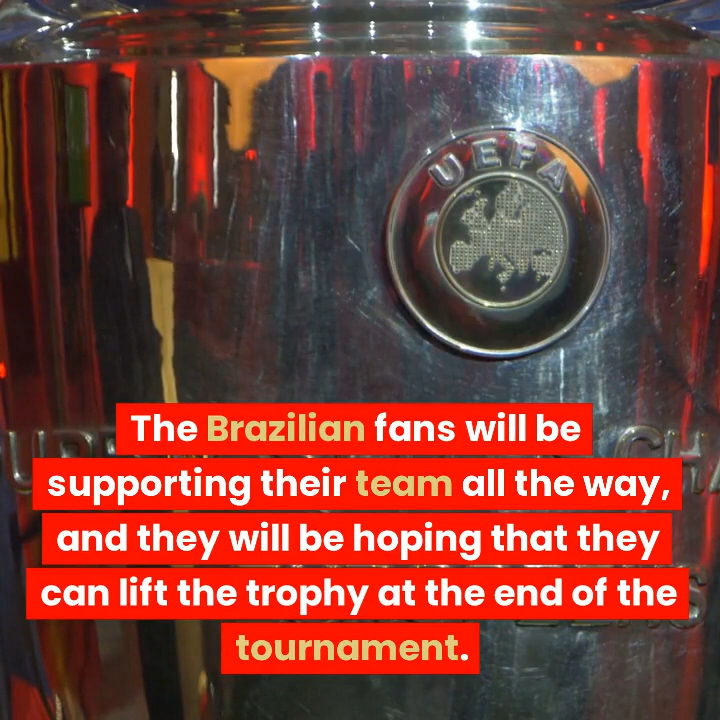 UEFA
The Brazilian fans will be
supporting their team all the way,
and they will be hoping that they
can lift the trophy at the end of the
tournament.